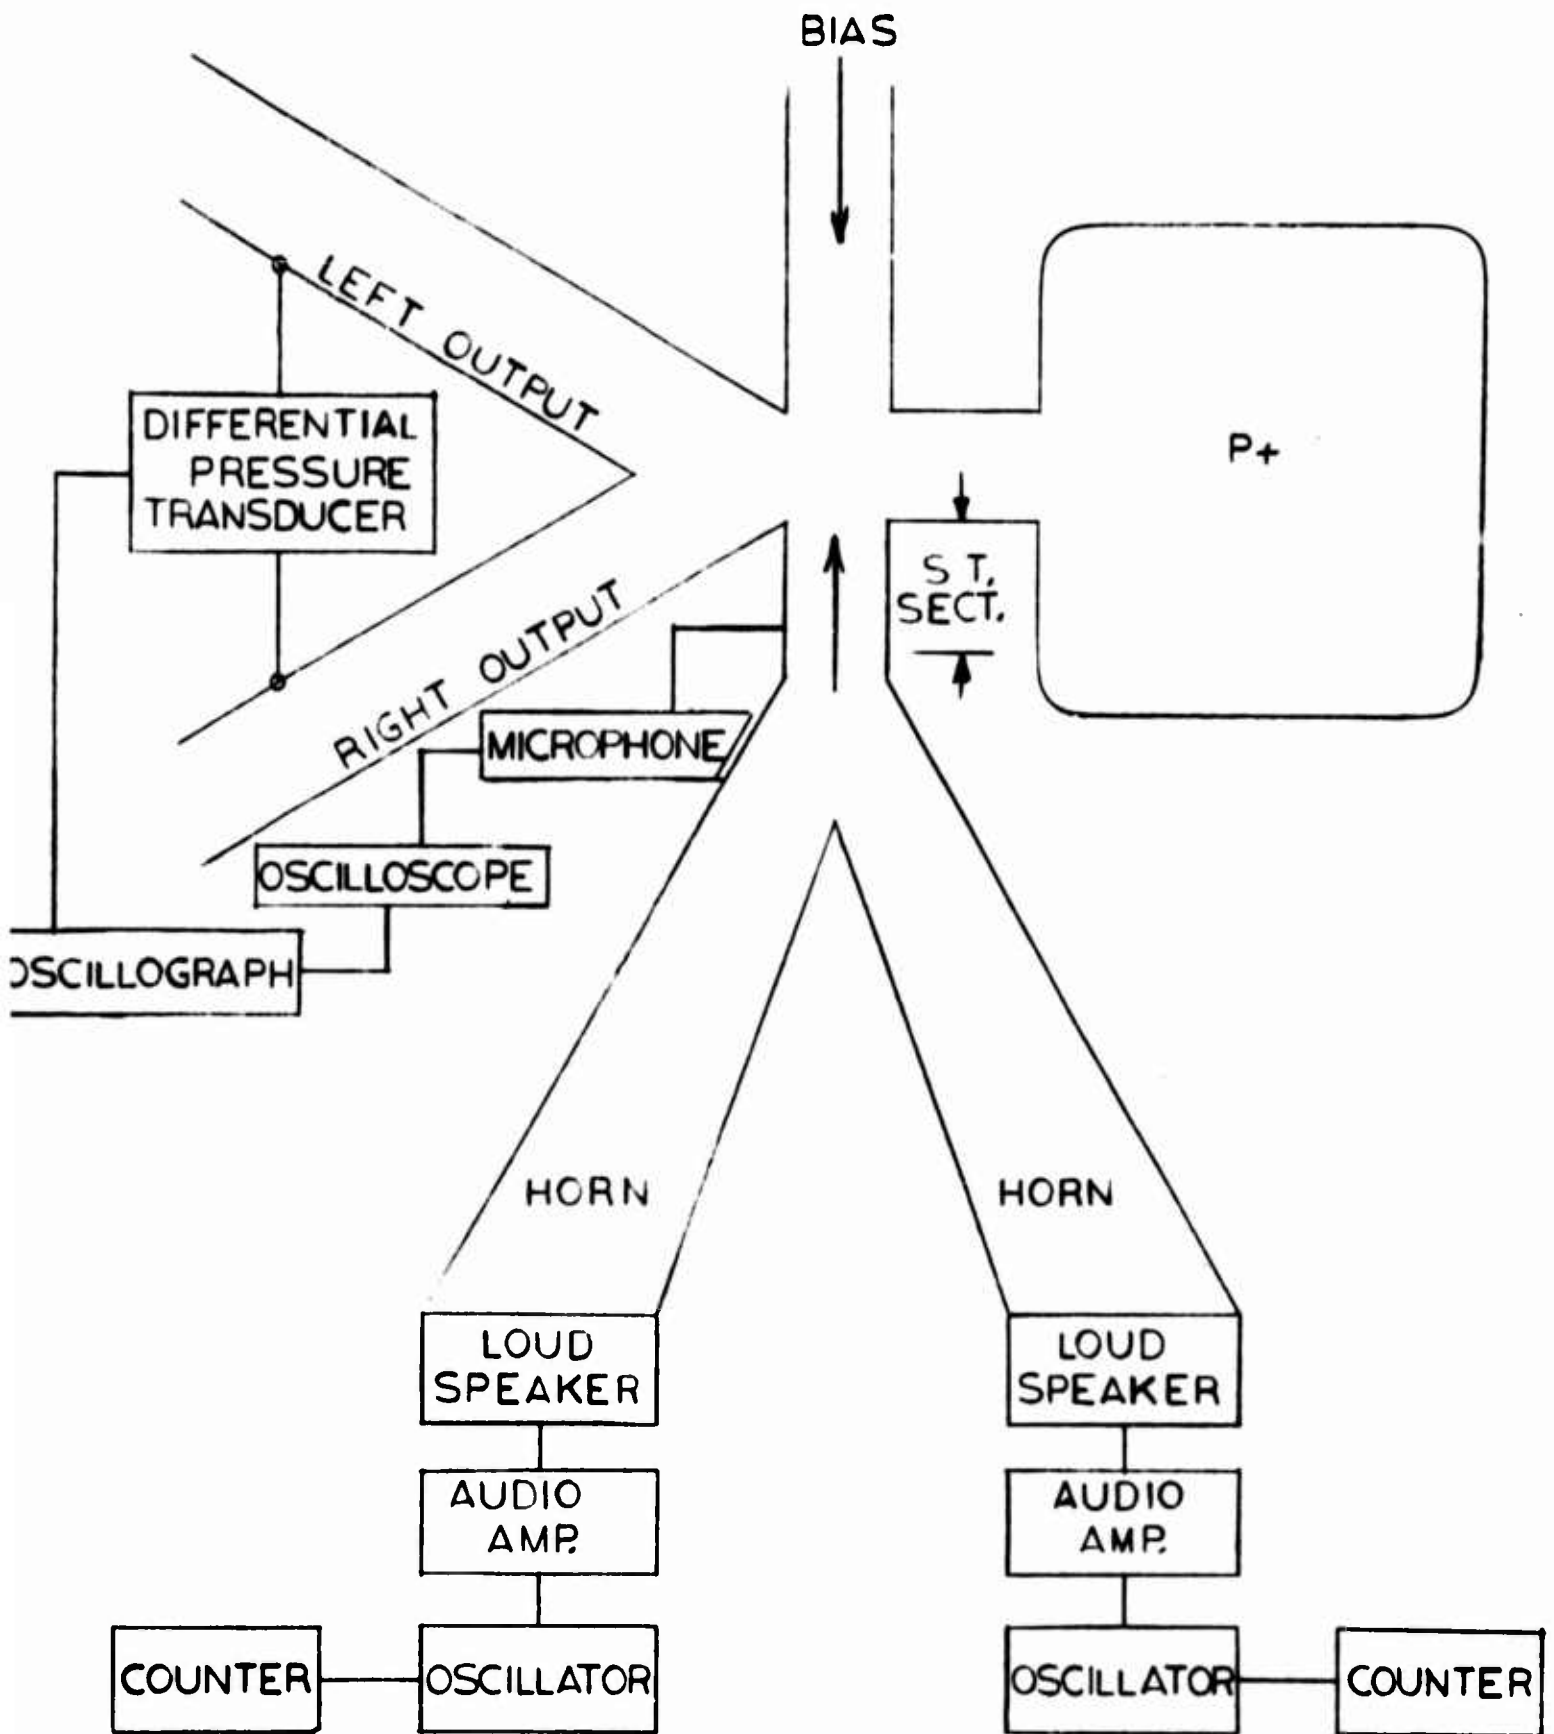 BIAS
LEFT OUTPUT
DIFFERENTIAL
PRESSURE
TRANSDUCER
P+
S T.
SECT.
RIGHT OUTPUT
MICROPHONE
OSCILLOSCOPE
OSCILLOGRAPH
HORN
HORN
LOUD
SPEAKER
LOUD
SPEAKER
AUDIO
AMP.
AUDIO
AMP.
COUNTER
OSCILLATOR
OSCILLATOR
COUNTER